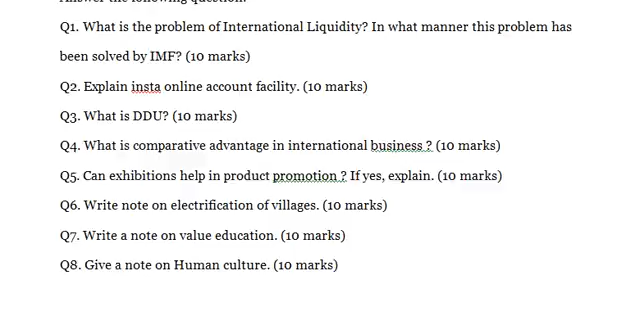 Answer the following question.
Q1. What is the problem of International Liquidity? In what manner this problem has
been solved by IMF? (10 marks)
Q2. Explain insta online account facility. (10 marks)
Q3. What is DDU? (10 marks)
Q4. What is comparative advantage in international business ? (10 marks)
Q5. Can exhibitions help in product promotion ? If yes, explain. (10 marks)
Q6. Write note on electrification of villages. (10 marks)
Q7. Write a note on value education. (10 marks)
Q8. Give a note on Human culture. (10 marks)